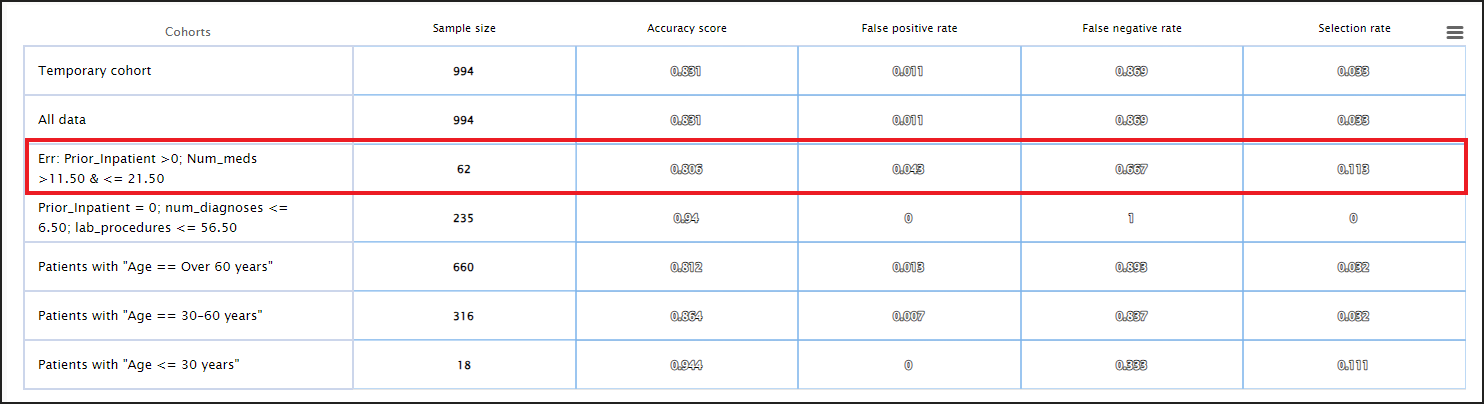 Cohorts Sample size Accuracy score False positive rate False negative rate Selection rate
Temporary cohort 994 0.831 0.011 0.869 0.033
All data 994 0.831 0.011 0.869 0.033
Err: Prior_Inpatient >0; Num_meds
>11.50 & <= 21.50 62 0.806 0.043 0.667 0.113
Prior_Inpatient = 0; num_diagnoses <=
6.50; lab_procedures <= 56.50 235 0.94 0 1 0
Patients with "Age == Over 60 years" 660 0.812 0.013 0.893 0.032
Patients with "Age == 30-60 years" 316 0.864 0.007 0.837 0.032
Patients with "Age <= 30 years" 18 0.944 0 0.333 0.111